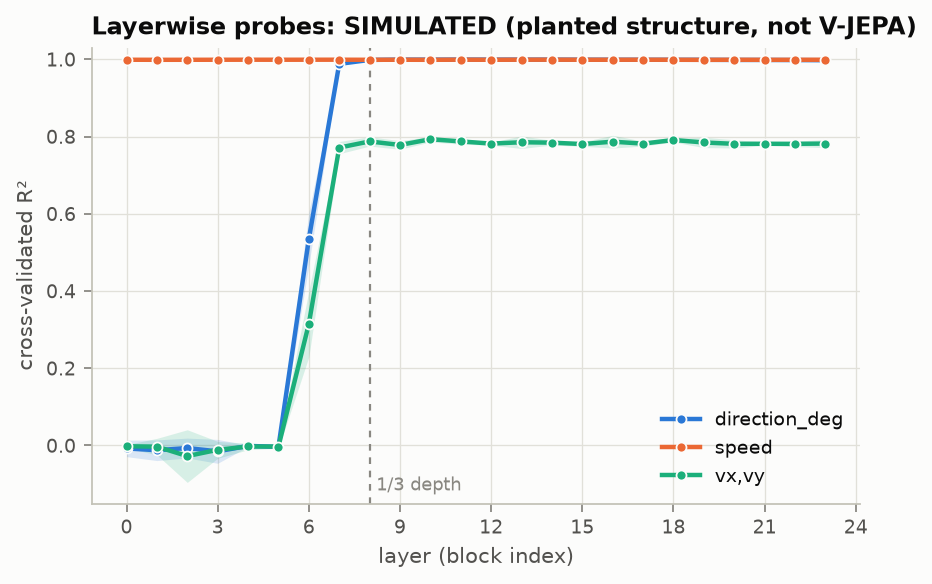 Layerwise probes: SIMULATED (planted structure, not V-JEPA)
1.0
0.8
0.6
0.4
0.2
0.0
cross-validated R²
direction_deg
speed
vx,vy
1/3 depth
0 3 6 9 12 15 18 21 24
layer (block index)